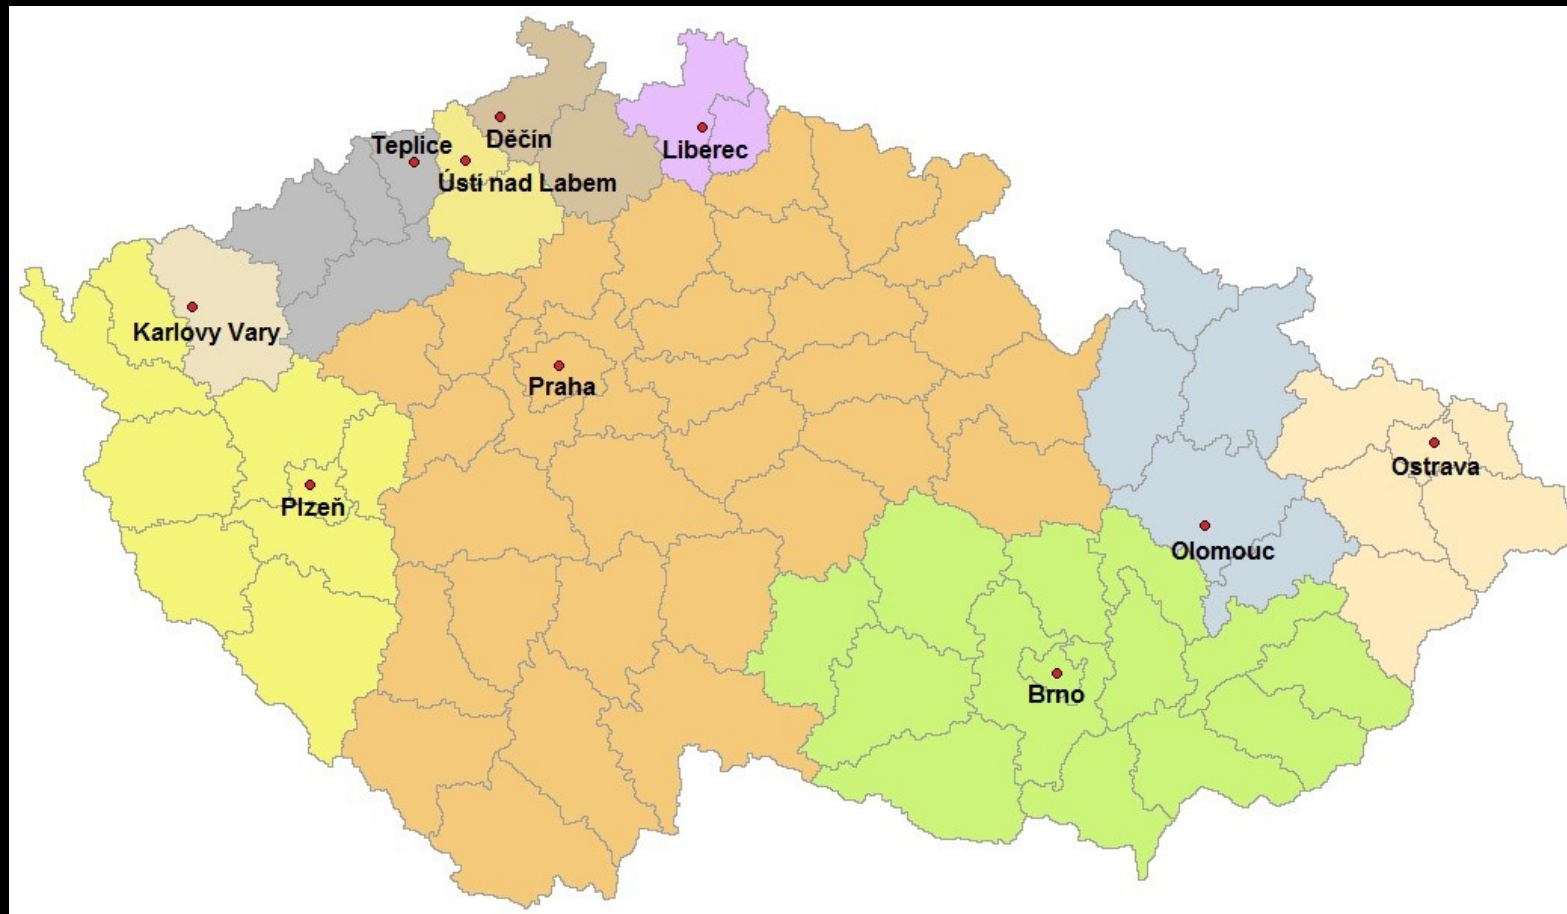 Teplice
Děčín
Liberec
Ústí nad Labem
Karlovy Vary
Praha
Ostrava
Plzeň
Olomouc
Brno